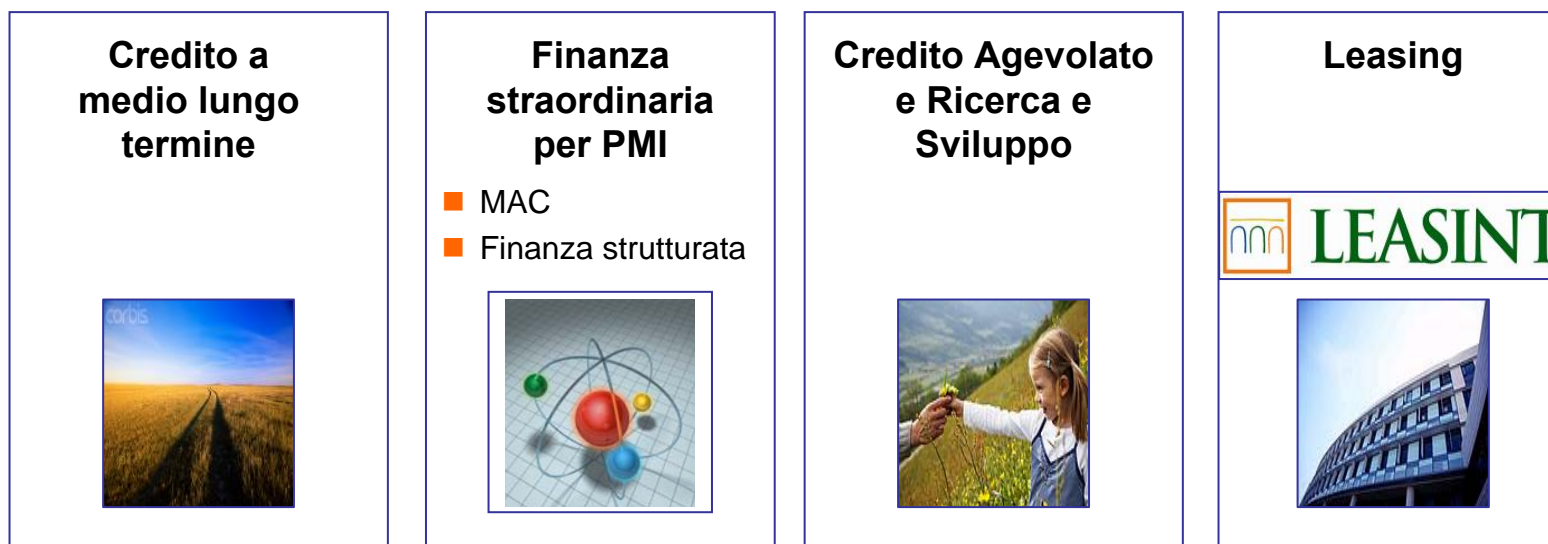 Credito a
medio lungo
termine
corbis
Finanza
straordinaria
per PMI
MAC
Finanza strutturata
Credito Agevolato
e Ricerca e
Sviluppo
Leasing
LEASINT